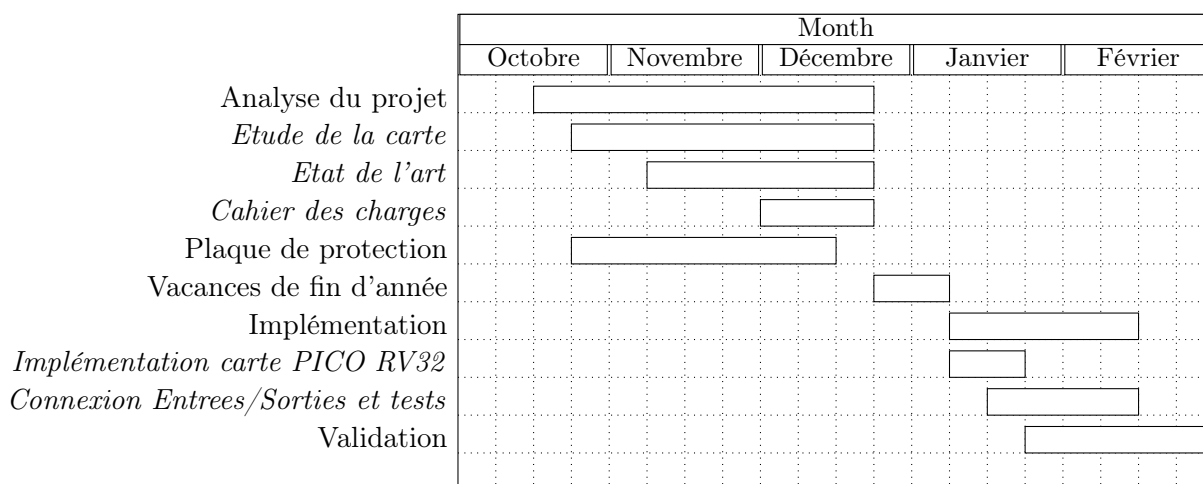 Month
Octobre Novembre Décembre Janvier Février
Analyse du projet
Etude de la carte
Etat de l'art
Cahier des charges
Plaque de protection
Vacances de fin d'année
Implémentation
Implémentation carte PICO RV32
Connexion Entrees/Sorties et tests
Validation